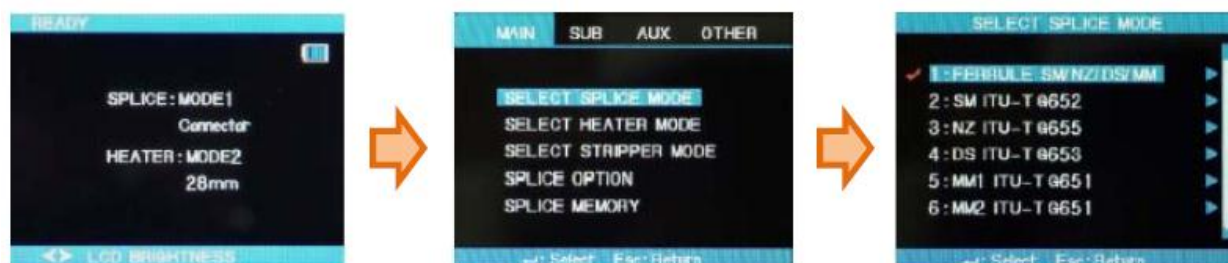 READY
SPLICE:MODE1
Connector
HEATER:MODE2
28mm
<> LCD BRIGHTNESS
MAIN SUB AUX OTHER
SELECT SPLICE MODE
SELECT HEATER MODE
SELECT STRIPPER MODE
SPLICE OPTION
SPLICE MEMORY
↵: Select Esc: Return
SELECT SPLICE MODE
1:FERRULE SM/NZ/DS/MM
2:SM ITU-T G652
3:NZ ITU-T G655
4:DS ITU-T G653
5:MM1 ITU-T G651
6:MM2 ITU-T G651
↵: Select Esc: Return